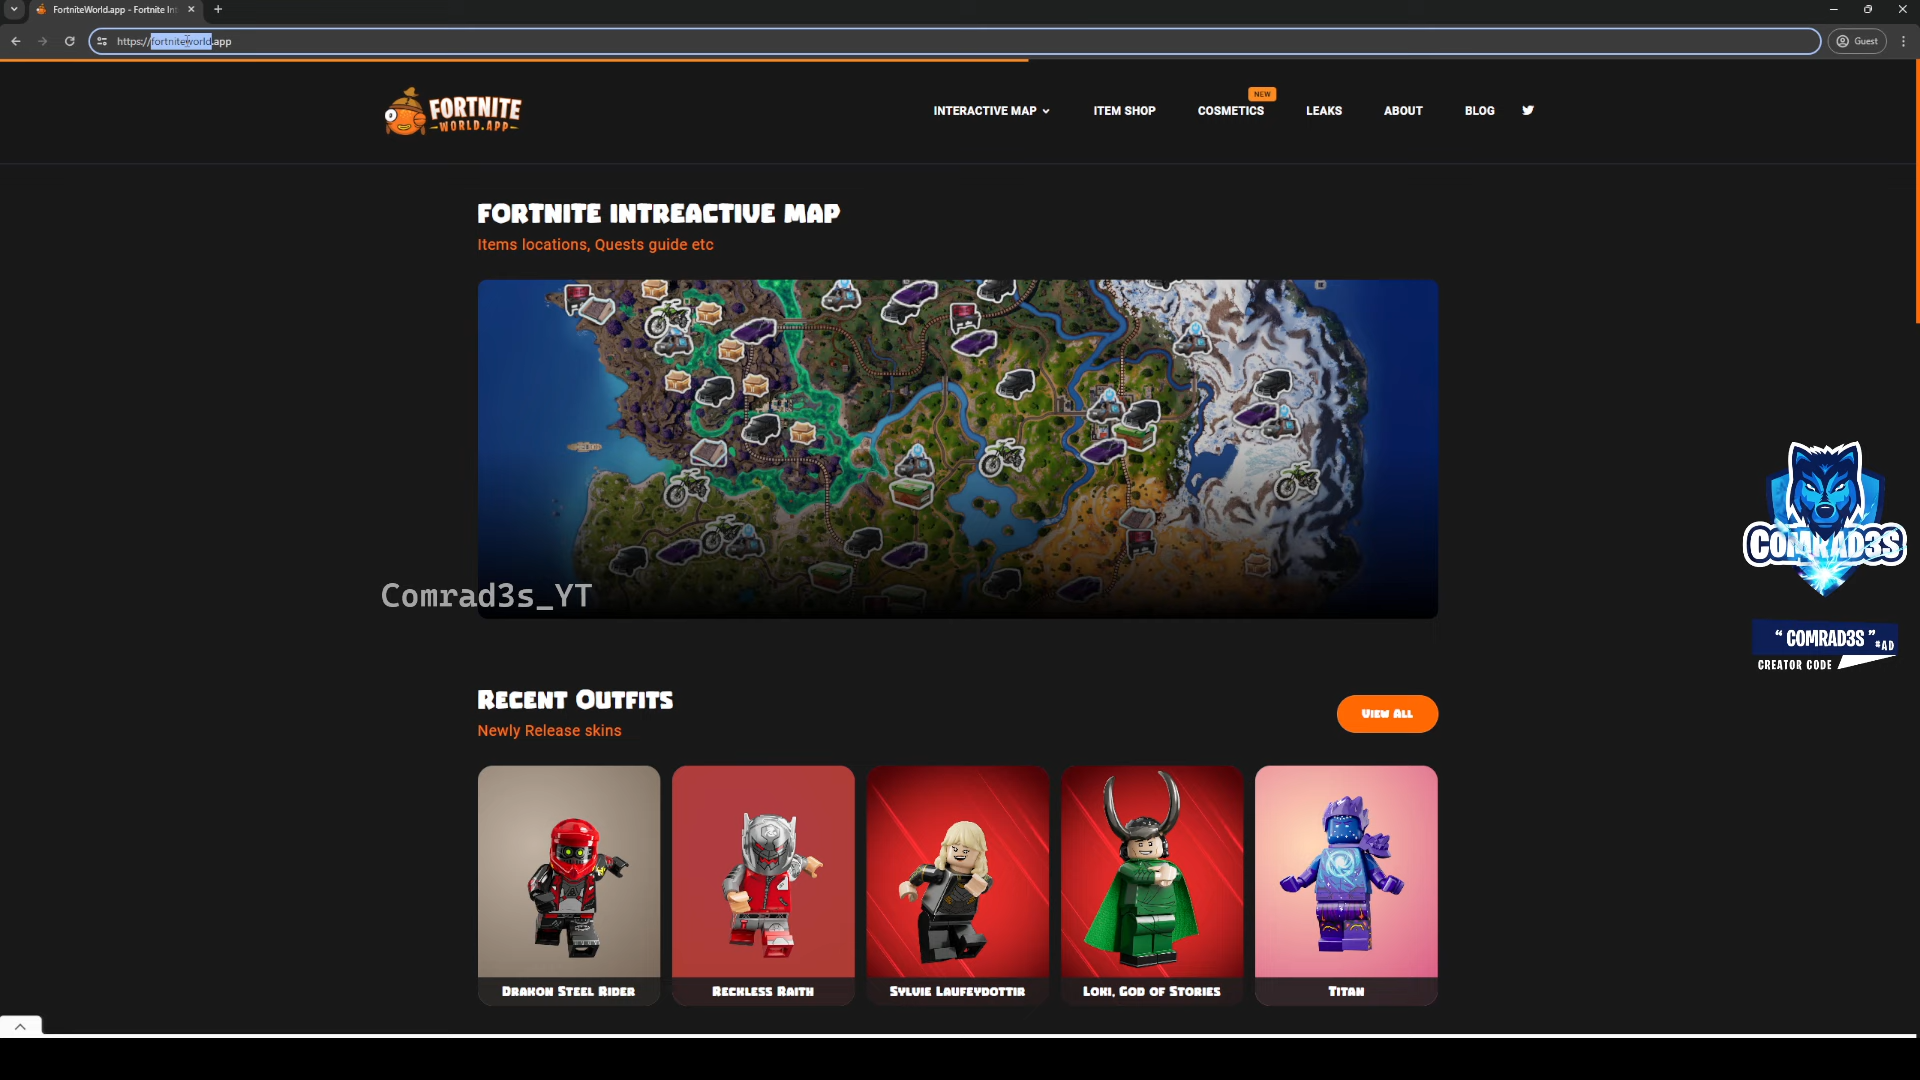 FortniteWorld.app - Fortnite Int
https://fortniteworld.app
Guest
FORTNITE
WORLD.APP
INTERACTIVE MAP
ITEM SHOP
NEW
COSMETICS
LEAKS
ABOUT
BLOG
FORTNITE INTREACTIVE MAP
Items locations, Quests guide etc
Comrad3s_YT
COMRAD3S
“ COMRAD3S ” #AD
CREATOR CODE
RECENT OUTFITS
Newly Release skins
VIEW ALL
DRAKON STEEL RIDER
RECKLESS RAITH
SYLVIE LAUFEYDOTTIR
LOKI, GOD OF STORIES
TITAN